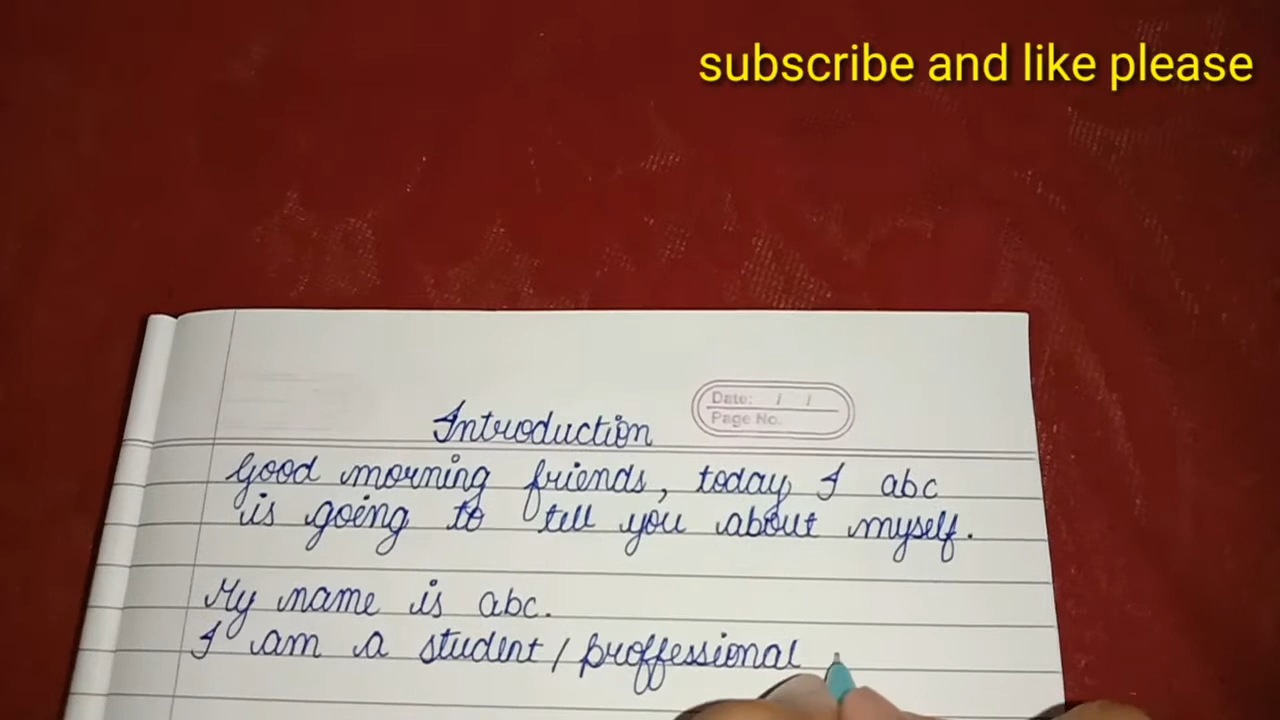 subscribe and like please
Date: / /
Page No.
Introduction
Good morning friends, today I abc
is going to tell you about myself.
My name is abc.
I am a student / proffessional